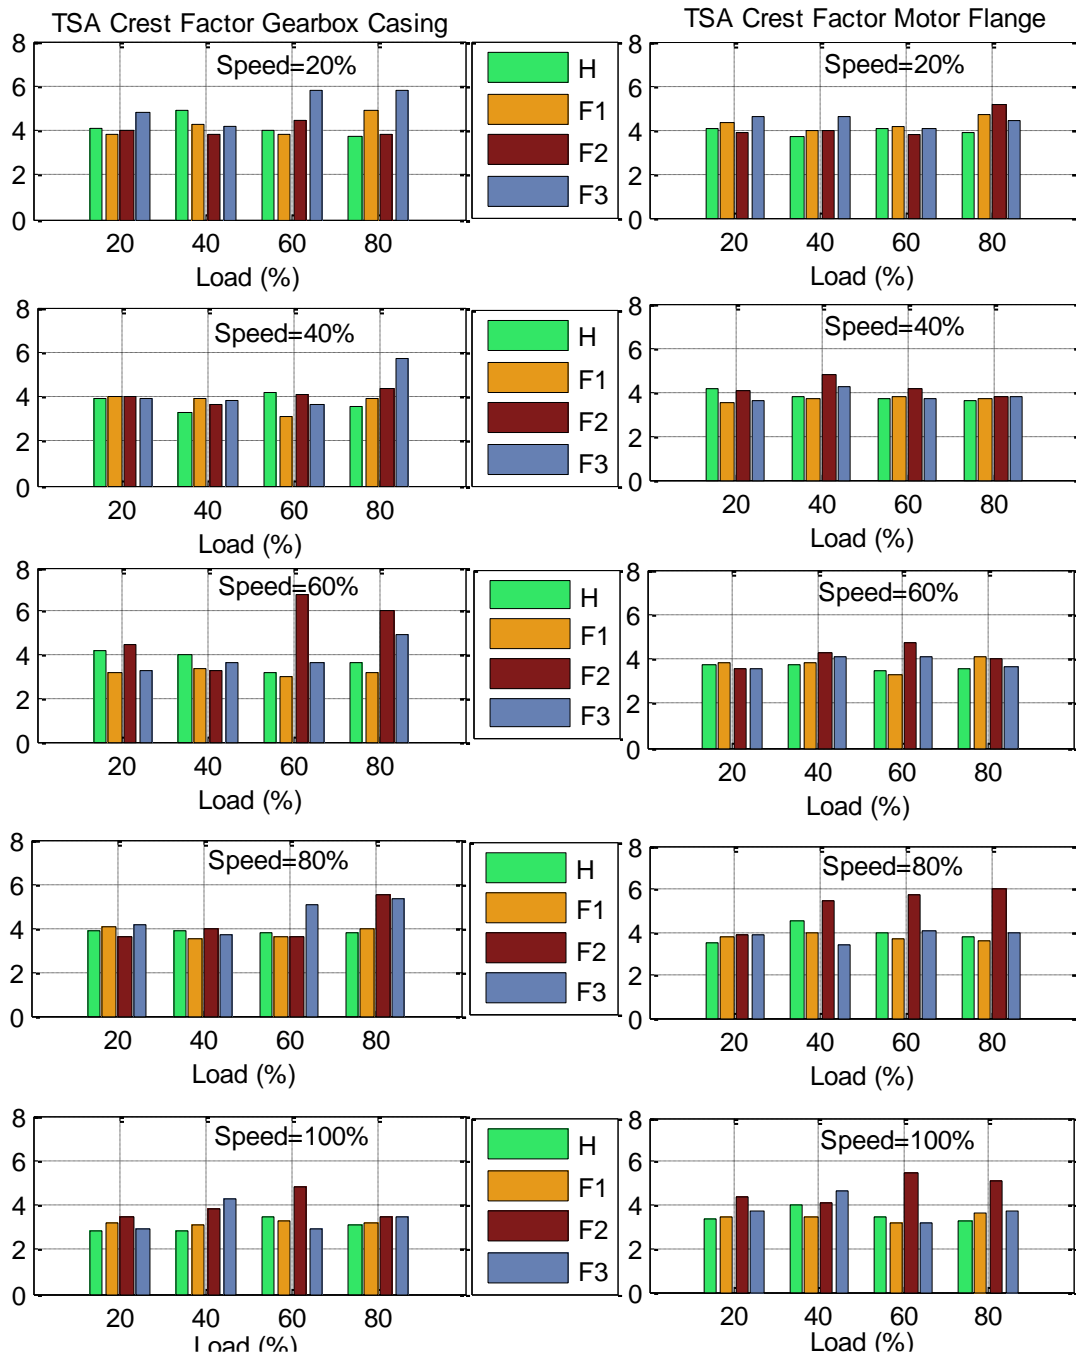 TSA Crest Factor Gearbox Casing
TSA Crest Factor Motor Flange
8
6
4
2
0
Speed=20%
20 40 60 80
Load (%)
H
F1
F2
F3
8
6
4
2
0
Speed=20%
20 40 60 80
Load (%)
8
6
4
2
0
Speed=40%
20 40 60 80
Load (%)
H
F1
F2
F3
8
6
4
2
0
Speed=40%
20 40 60 80
Load (%)
8
6
4
2
0
Speed=60%
20 40 60 80
Load (%)
H
F1
F2
F3
8
6
4
2
0
Speed=60%
20 40 60 80
Load (%)
8
6
4
2
0
Speed=80%
20 40 60 80
Load (%)
H
F1
F2
F3
8
6
4
2
0
Speed=80%
20 40 60 80
Load (%)
8
6
4
2
0
Speed=100%
20 40 60 80
Load (%)
H
F1
F2
F3
8
6
4
2
0
Speed=100%
20 40 60 80
Load (%)